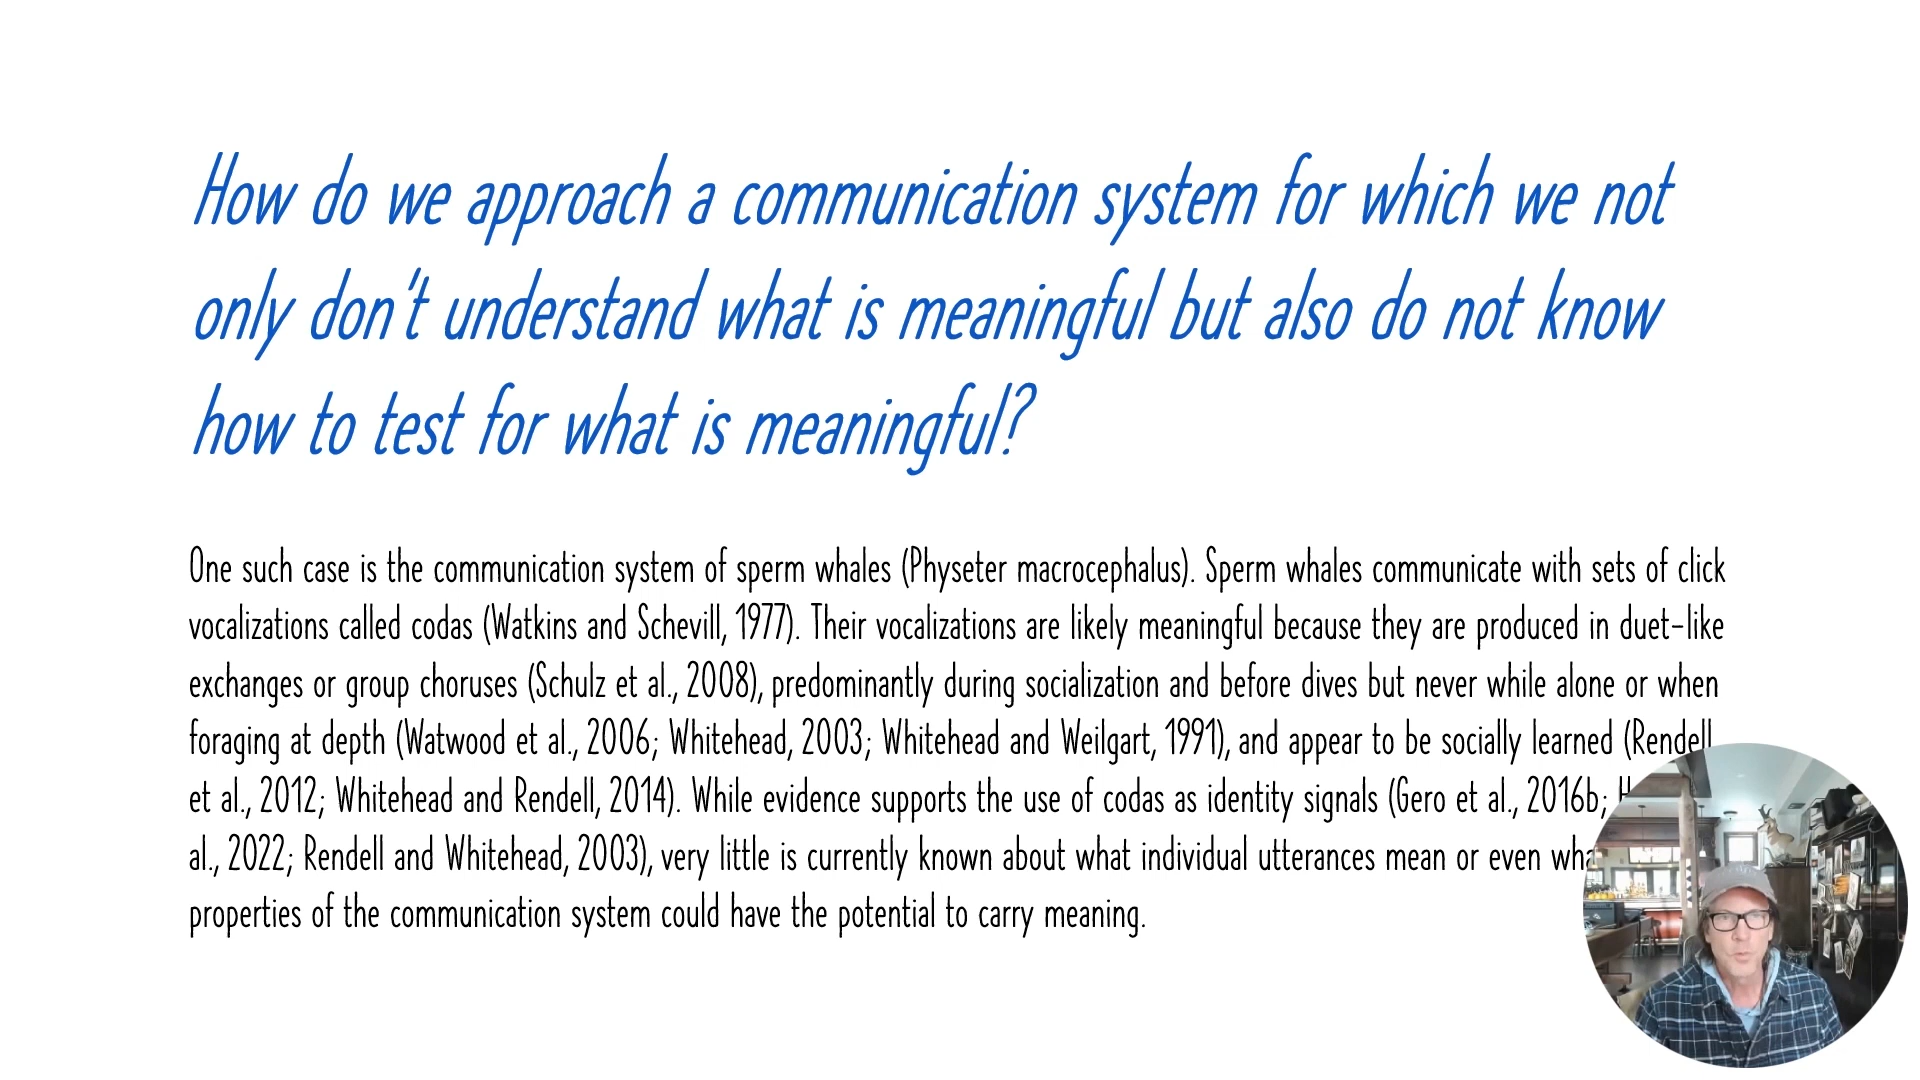 How do we approach a communication system for which we not
only don't understand what is meaningful but also do not know
how to test for what is meaningful?
One such case is the communication system of sperm whales (Physeter macrocephalus). Sperm whales communicate with sets of click
vocalizations called codas (Watkins and Schevill, 1977). Their vocalizations are likely meaningful because they are produced in duet-like
exchanges or group choruses (Schulz et al., 2008), predominantly during socialization and before dives but never while alone or when
foraging at depth (Watwood et al., 2006; Whitehead, 2003; Whitehead and Weilgart, 1991), and appear to be socially learned (Rendell
et al., 2012; Whitehead and Rendell, 2014). While evidence supports the use of codas as identity signals (Gero et al., 2016b;
al., 2022; Rendell and Whitehead, 2003), very little is currently known about what individual utterances mean or even
properties of the communication system could have the potential to carry meaning.